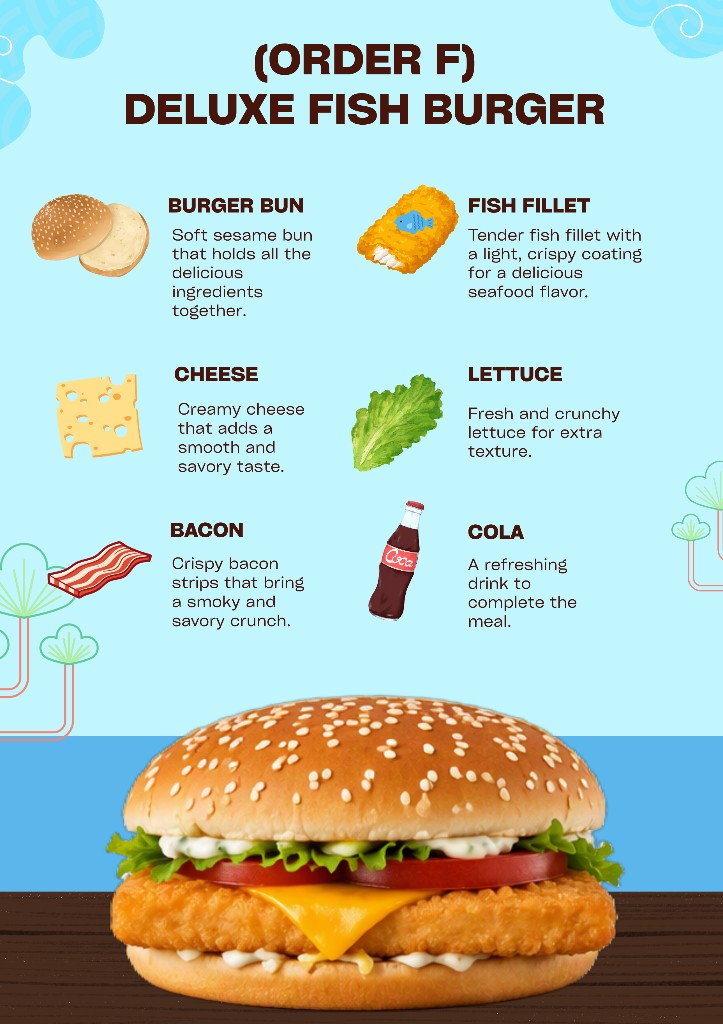 (ORDER F)
DELUXE FISH BURGER
BURGER BUN
Soft sesame bun
that holds all the
delicious
ingredients
together.
FISH FILLET
Tender fish fillet with
a light, crispy coating
for a delicious
seafood flavor.
CHEESE
Creamy cheese
that adds a
smooth and
savory taste.
LETTUCE
Fresh and crunchy
lettuce for extra
texture.
BACON
Crispy bacon
strips that bring
a smoky and
savory crunch.
COLA
A refreshing
drink to
complete the
meal.
Coca